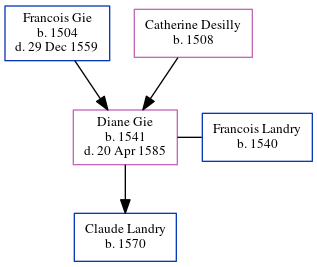 Francois Gie
b. 1504
d. 29 Dec 1559
Catherine Desilly
b. 1508
Diane Gie
b. 1541
d. 20 Apr 1585
Francois Landry
b. 1540
Claude Landry
b. 1570